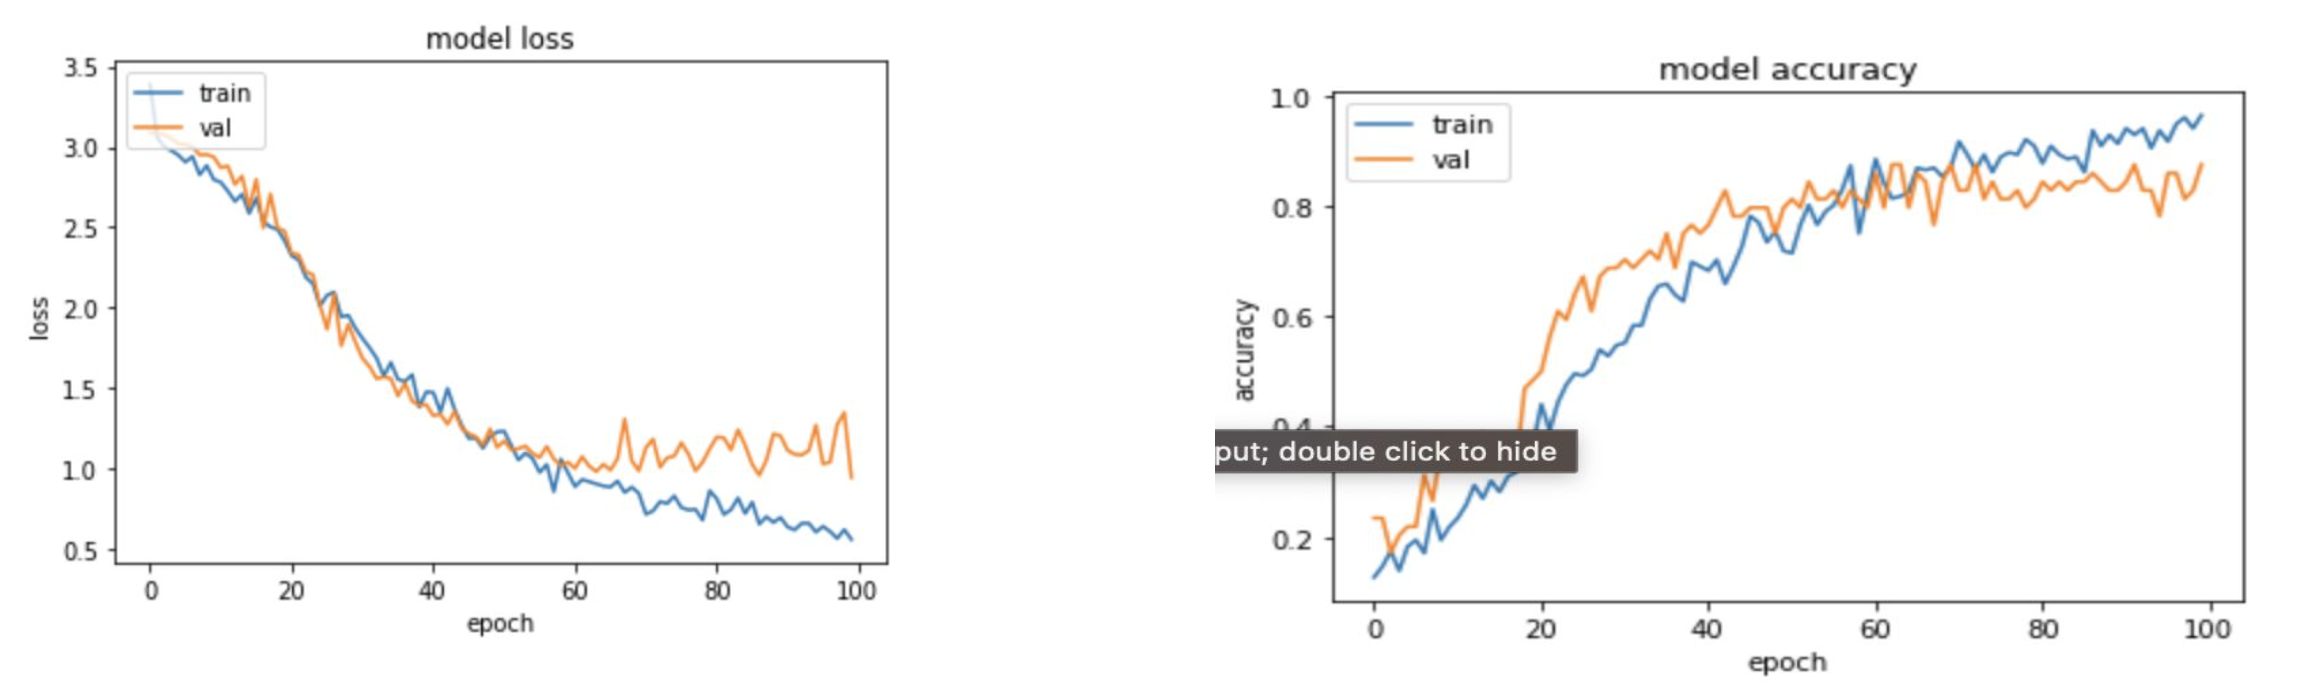 model loss
3.5
3.0
2.5
2.0
1.5
1.0
0.5
loss
train
val
0 20 40 60 80 100
epoch
model accuracy
1.0
0.8
0.6
0.4
0.2
accuracy
train
val
put; double click to hide
0 20 40 60 80 100
epoch